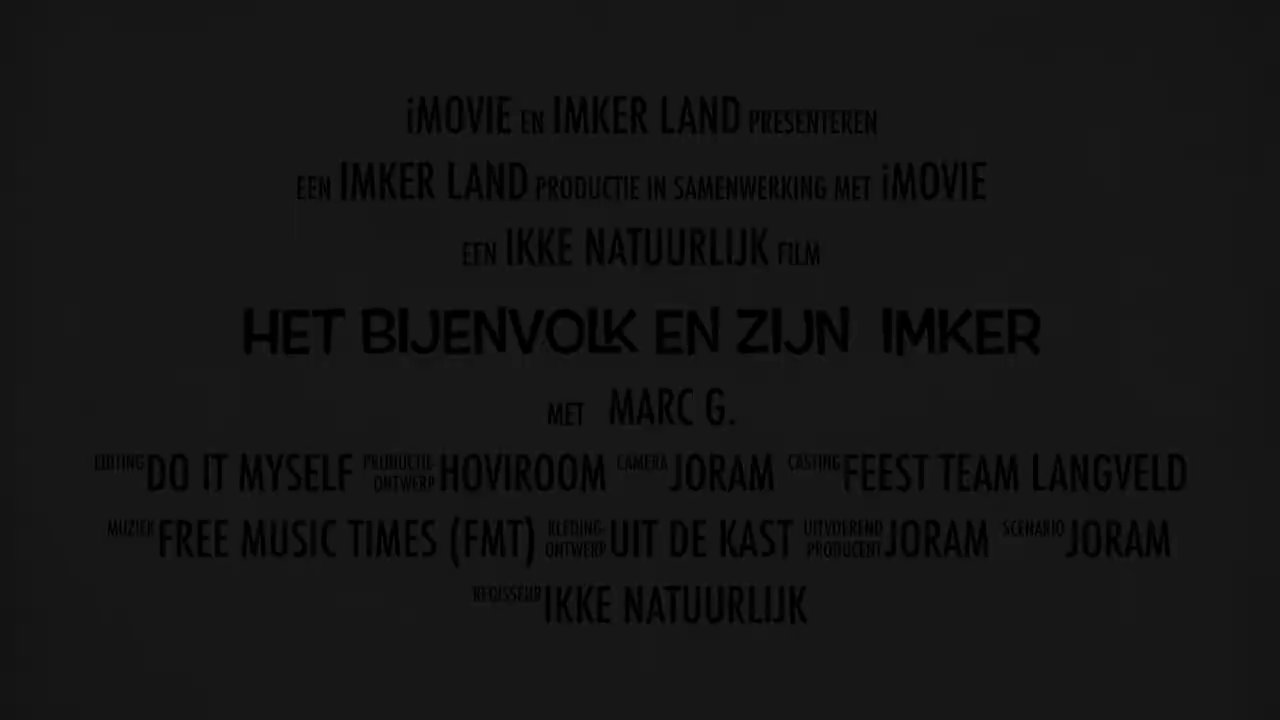 iMOVIE EN IMKER LAND PRESENTEREN
EEN IMKER LAND PRODUCTIE IN SAMENWERKING MET iMOVIE
EEN IKKE NATUURLIJK FILM
HET BIJENVOLK EN ZIJN IMKER
MET MARC G.
EDITING DO IT MYSELF PRODUCTIE-ONTWERP HOVIROOM CAMERA JORAM CASTING FEEST TEAM LANGVELD
MUZIEK FREE MUSIC TIMES (FMT) KLEDING-ONTWERP UIT DE KAST UITVOEREND PRODUCENT JORAM SCENARIO JORAM
REGISSEUR IKKE NATUURLIJK